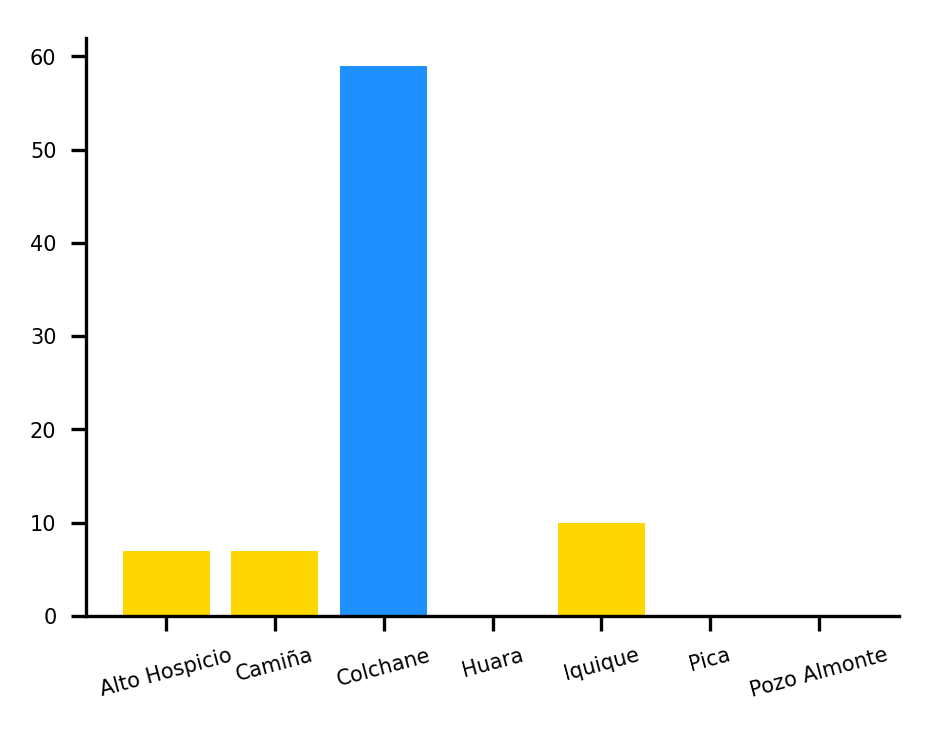 60
50
40
30
20
10
0
Alto Hospicio
Camiña
Colchane
Huara
Iquique
Pica
Pozo Almonte